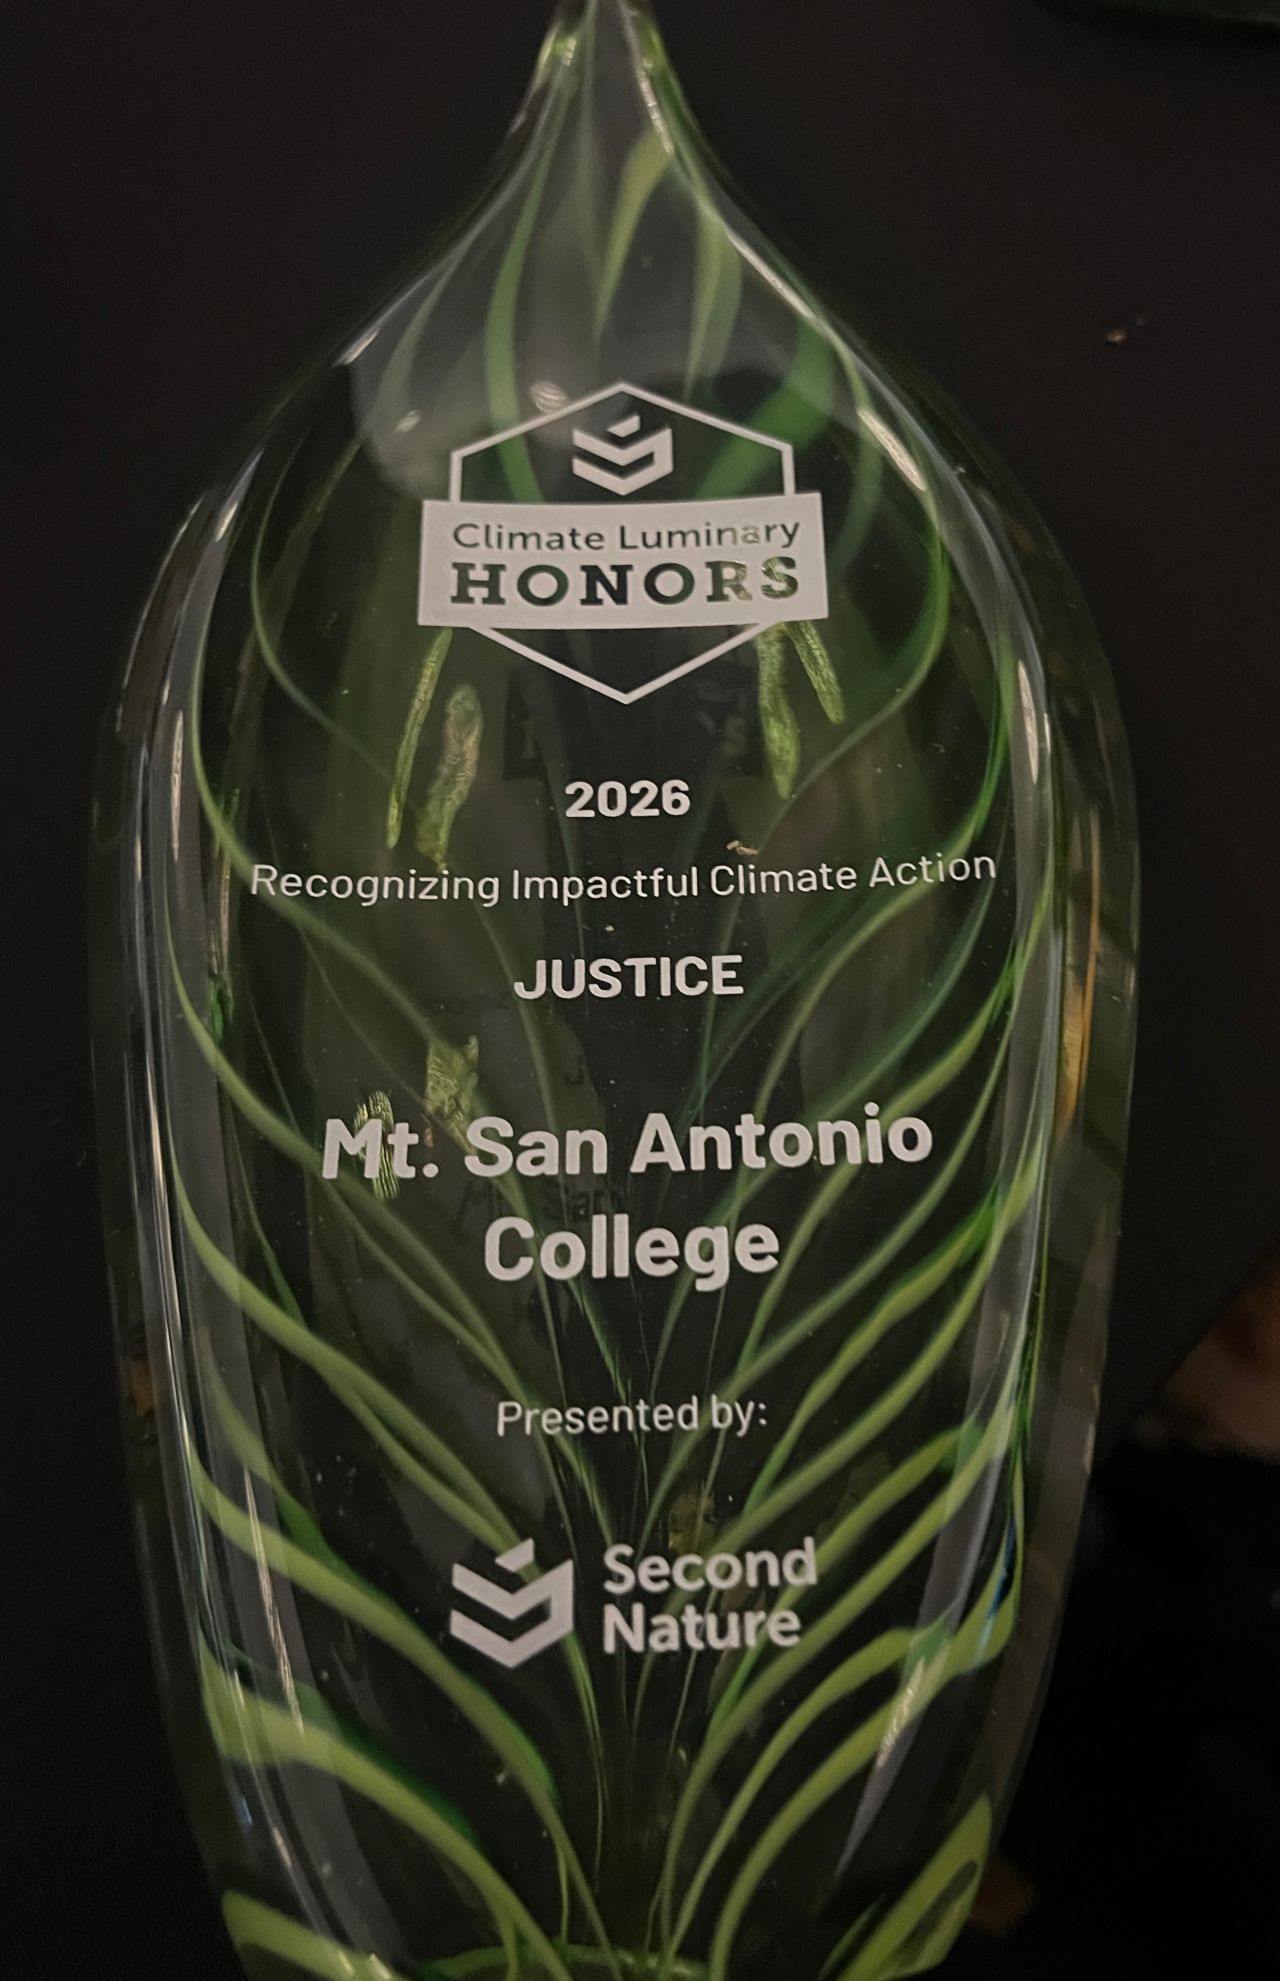 Climate Luminary
HONORS
2026
Recognizing Impactful Climate Action
JUSTICE
Mt. San Antonio
College
Presented by:
Second
Nature